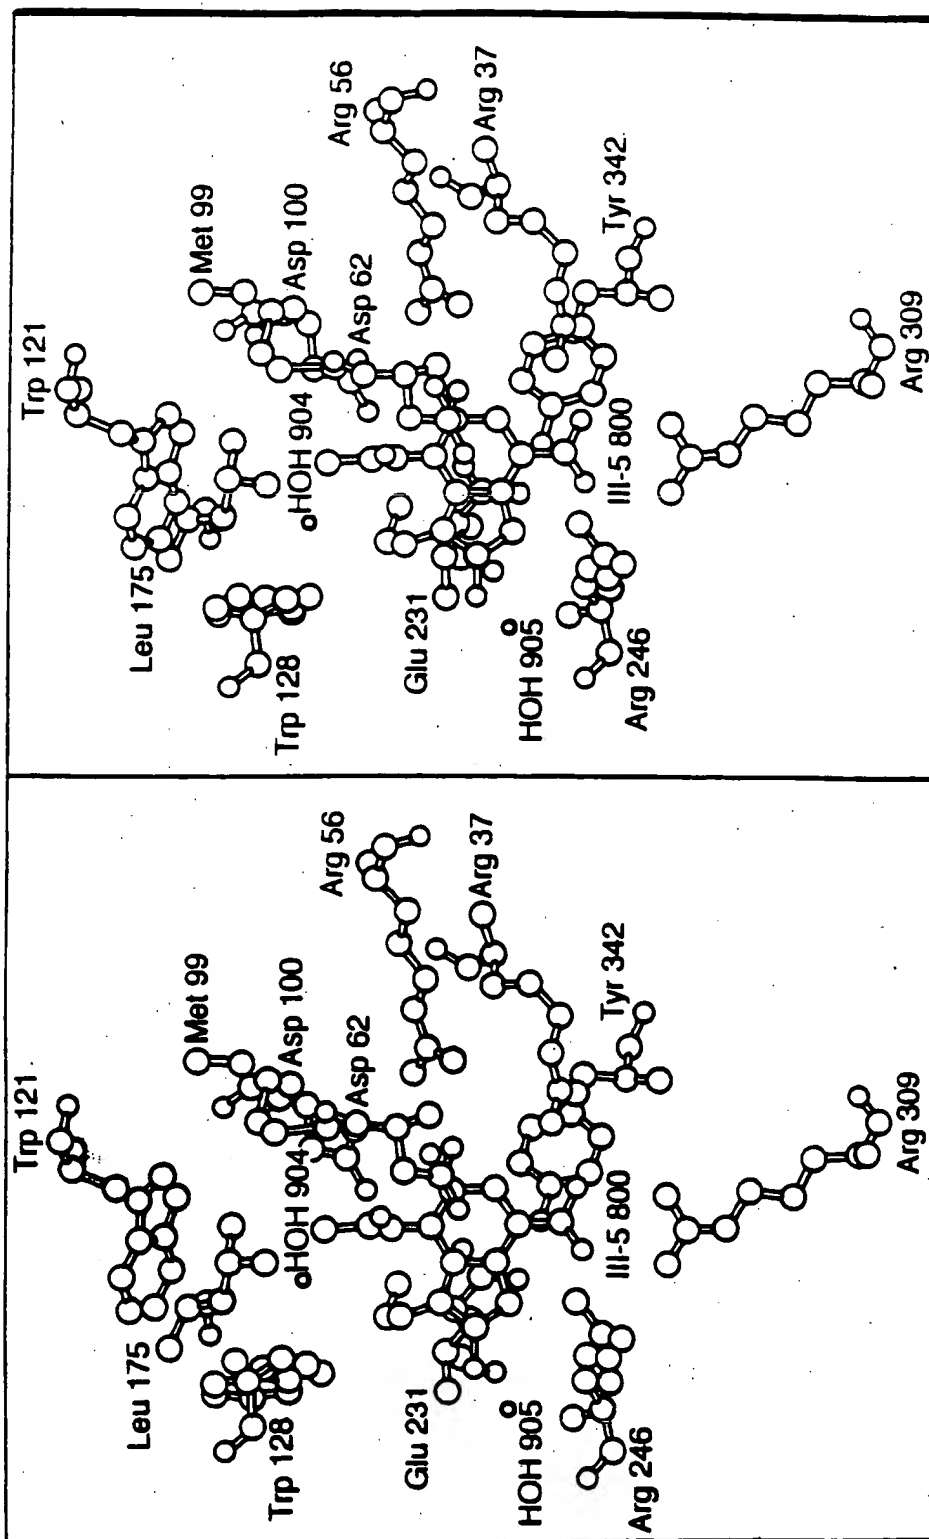 Trp 121
Met 99
Leu 175
Asp 100
HOH 904
Arg 56
Trp 128
Asp 62
Arg 37
Glu 231
HOH 905
III-5 800
Tyr 342
Arg 246
Arg 309
Trp 121
Met 99
Leu 175
Asp 100
HOH 904
Arg 56
Trp 128
Asp 62
Arg 37
Glu 231
HOH 905
III-5 800
Tyr 342
Arg 246
Arg 309